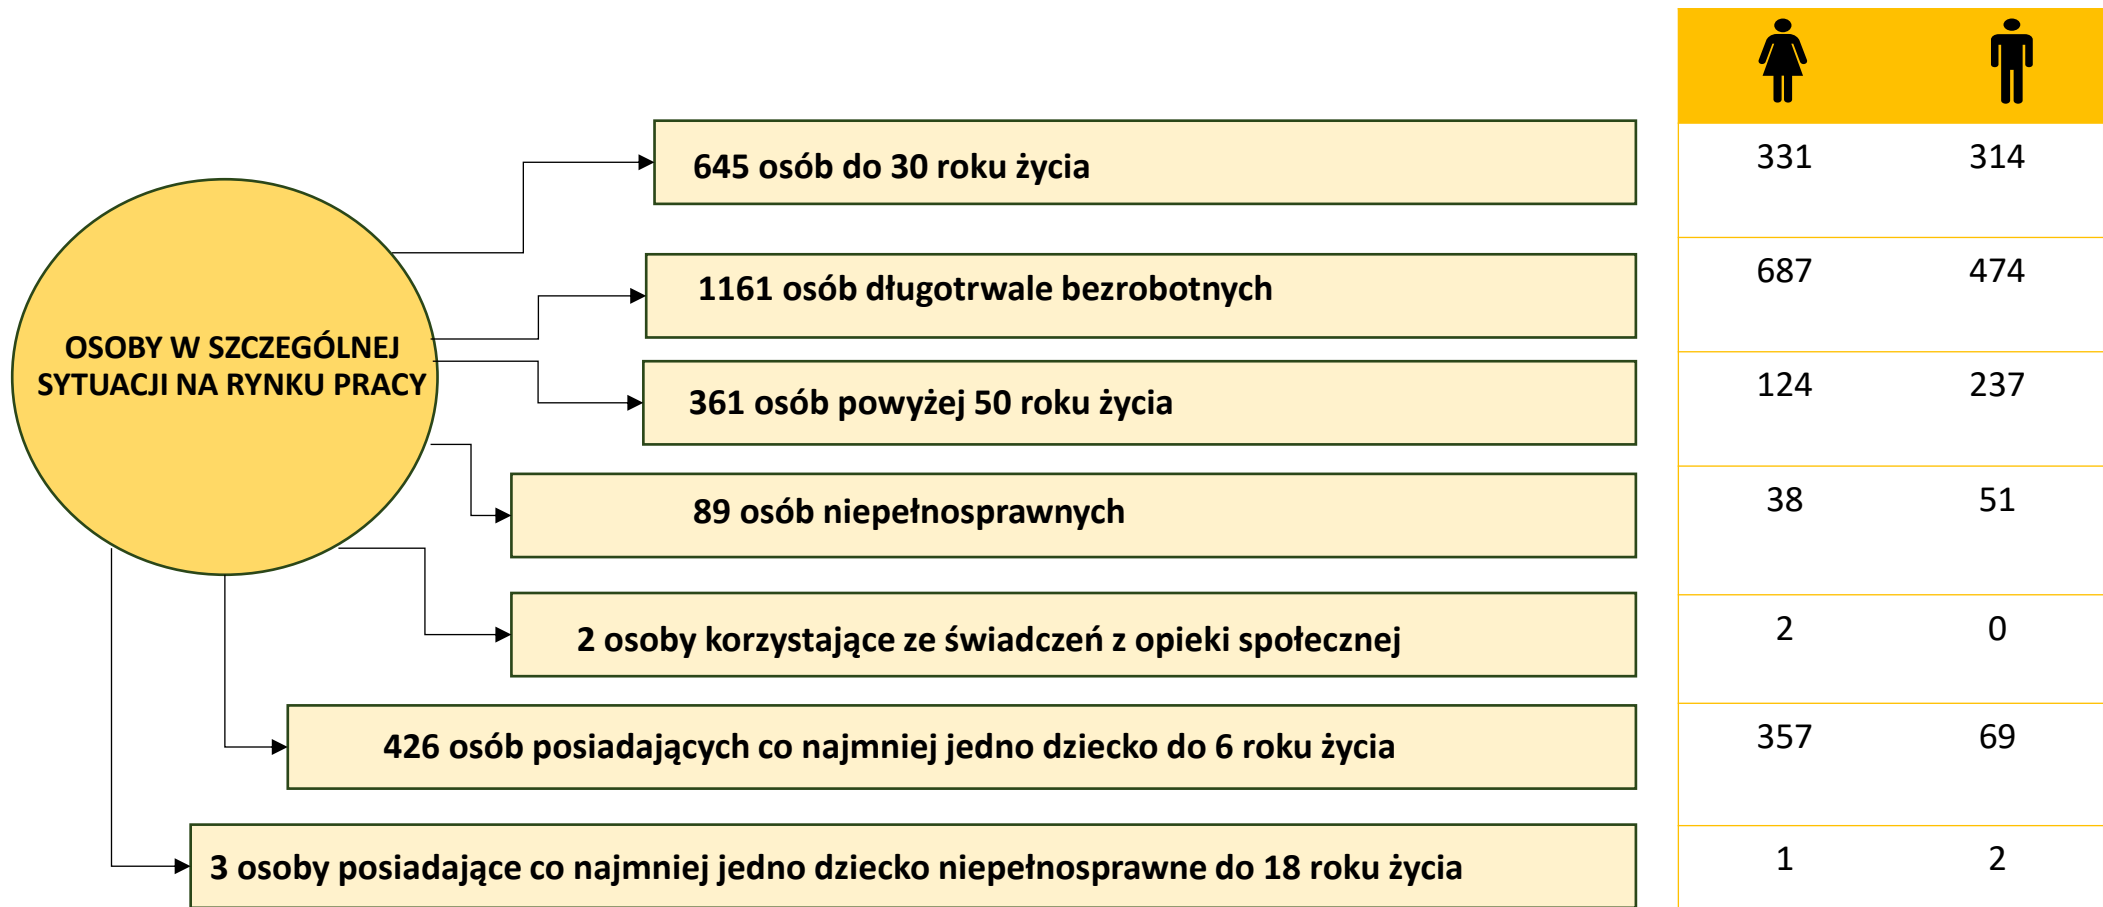 645 osób do 30 roku życia
331 314
1161 osób długotrwale bezrobotnych
687 474
OSOBY W SZCZEGÓLNEJ
SYTUACJI NA RYNKU PRACY
361 osób powyżej 50 roku życia
124 237
89 osób niepełnosprawnych
38 51
2 osoby korzystające ze świadczeń z opieki społecznej
2 0
426 osób posiadających co najmniej jedno dziecko do 6 roku życia
357 69
3 osoby posiadające co najmniej jedno dziecko niepełnosprawne do 18 roku życia
1 2